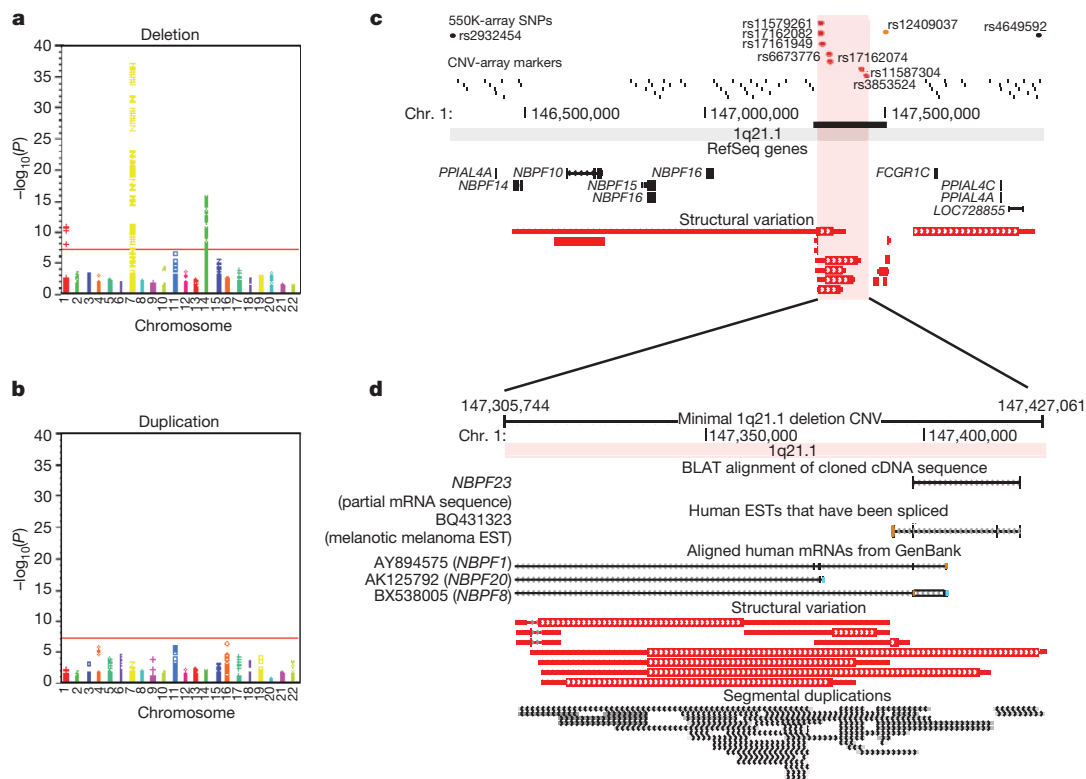 a
Deletion
40
35
30
25
20
15
10
5
0
–log10(P)
1 2 3 4 5 6 7 8 9 10 11 12 13 14 15 16 17 18 19 20 21 22
Chromosome
b
Duplication
40
35
30
25
20
15
10
5
0
–log10(P)
1 2 3 4 5 6 7 8 9 10 11 12 13 14 15 16 17 18 19 20 21 22
Chromosome
c
550K-array SNPs
rs2932454
rs11579261
rs17162082
rs17161949
rs6673776
rs17162074
rs11587304
rs3853524
rs12409037
rs4649592
CNV-array markers
Chr. 1: 146,500,000 147,000,000 147,500,000
1q21.1
RefSeq genes
PPIAL4A NBPF10 NBPF16 FCGR1C
NBPF14 NBPF15 PPIAL4C
NBPF16 PPIAL4A
LOC728855
Structural variation
d
147,305,744 147,427,061
Minimal 1q21.1 deletion CNV
Chr. 1: 147,350,000 147,400,000
1q21.1
BLAT alignment of cloned cDNA sequence
NBPF23
(partial mRNA sequence)
Human ESTs that have been spliced
BQ431323
(melanotic melanoma EST)
Aligned human mRNAs from GenBank
AY894575 (NBPF1)
AK125792 (NBPF20)
BX538005 (NBPF8)
Structural variation
Segmental duplications